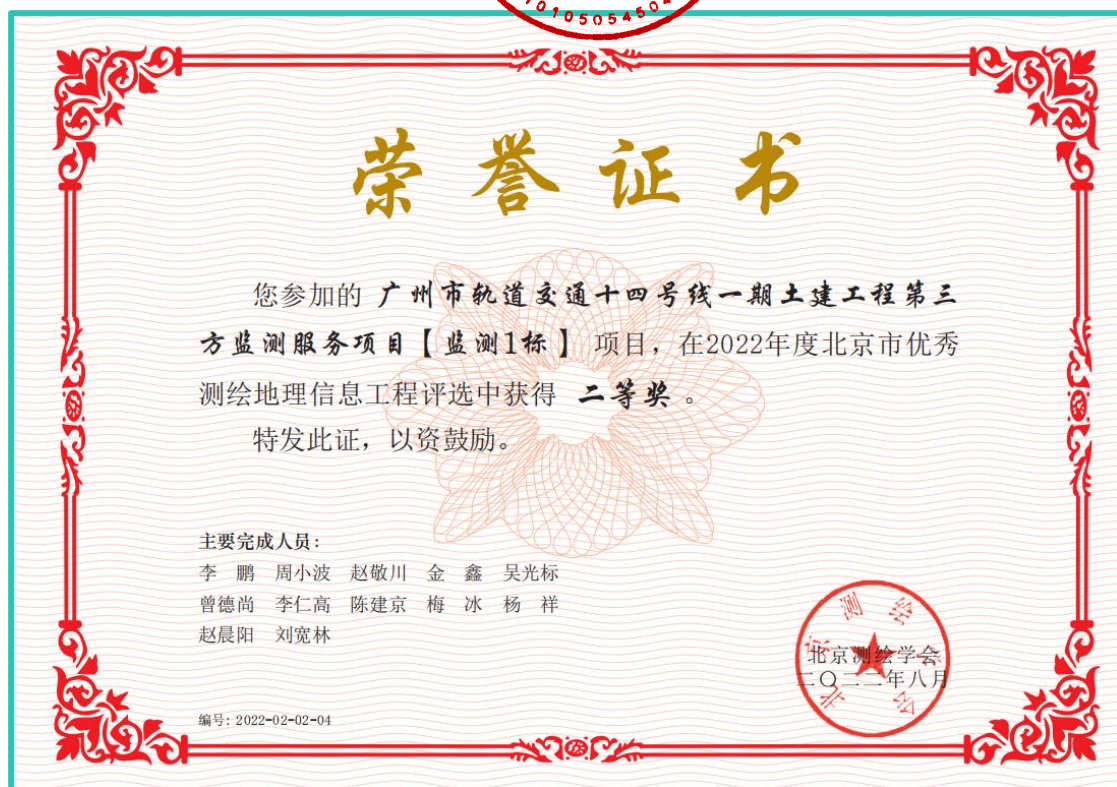 1010505450
荣誉证书
您参加的 广州市轨道交通十四号线一期土建工程第三
方监测服务项目【监测1标】 项目，在2022年度北京市优秀
测绘地理信息工程评选中获得 二等奖 。
特发此证，以资鼓励。
主要完成人员：
李 鹏 周小波 赵敬川 金 鑫 吴光标
曾德尚 李仁高 陈建京 梅 冰 杨 祥
赵晨阳 刘宽林
北京测绘学会
北京测绘学会
二〇二二年八月
编号: 2022-02-02-04